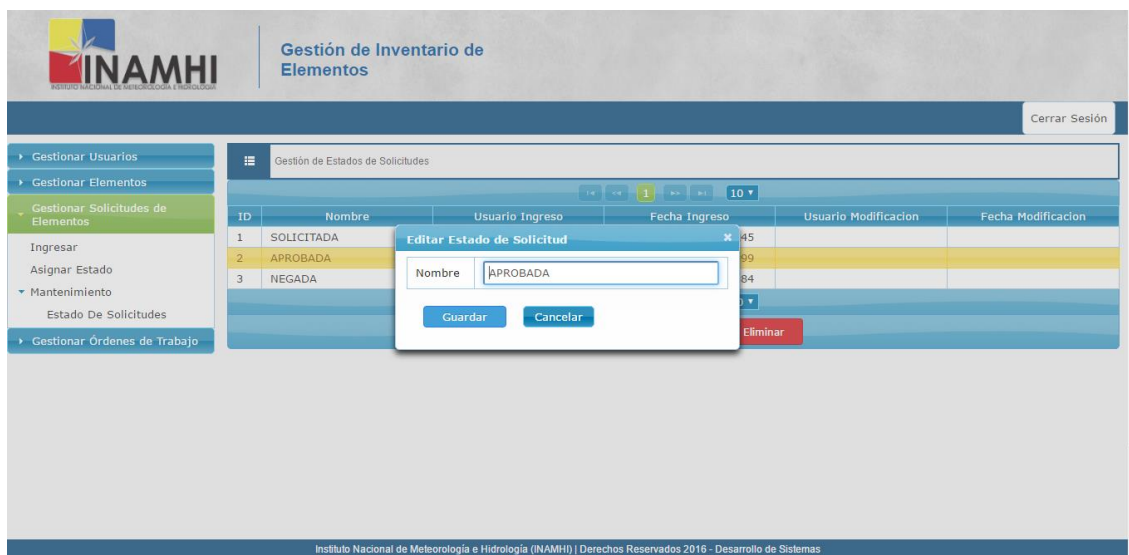 INAMHI
INSTITUTO NACIONAL DE METEOROLOGÍA E HIDROLOGÍA
Gestión de Inventario de
Elementos
Cerrar Sesión
Gestionar Usuarios
Gestionar Elementos
Gestionar Solicitudes de
Elementos
Ingresar
Asignar Estado
Mantenimiento
Estado De Solicitudes
Gestionar Órdenes de Trabajo
Gestión de Estados de Solicitudes
1 10
ID Nombre Usuario Ingreso Fecha Ingreso Usuario Modificacion Fecha Modificacion
1 SOLICITADA 45
2 APROBADA 99
3 NEGADA 84
Editar Estado de Solicitud
Nombre APROBADA
Guardar Cancelar
Eliminar
Instituto Nacional de Meteorología e Hidrología (INAMHI) | Derechos Reservados 2016 - Desarrollo de Sistemas